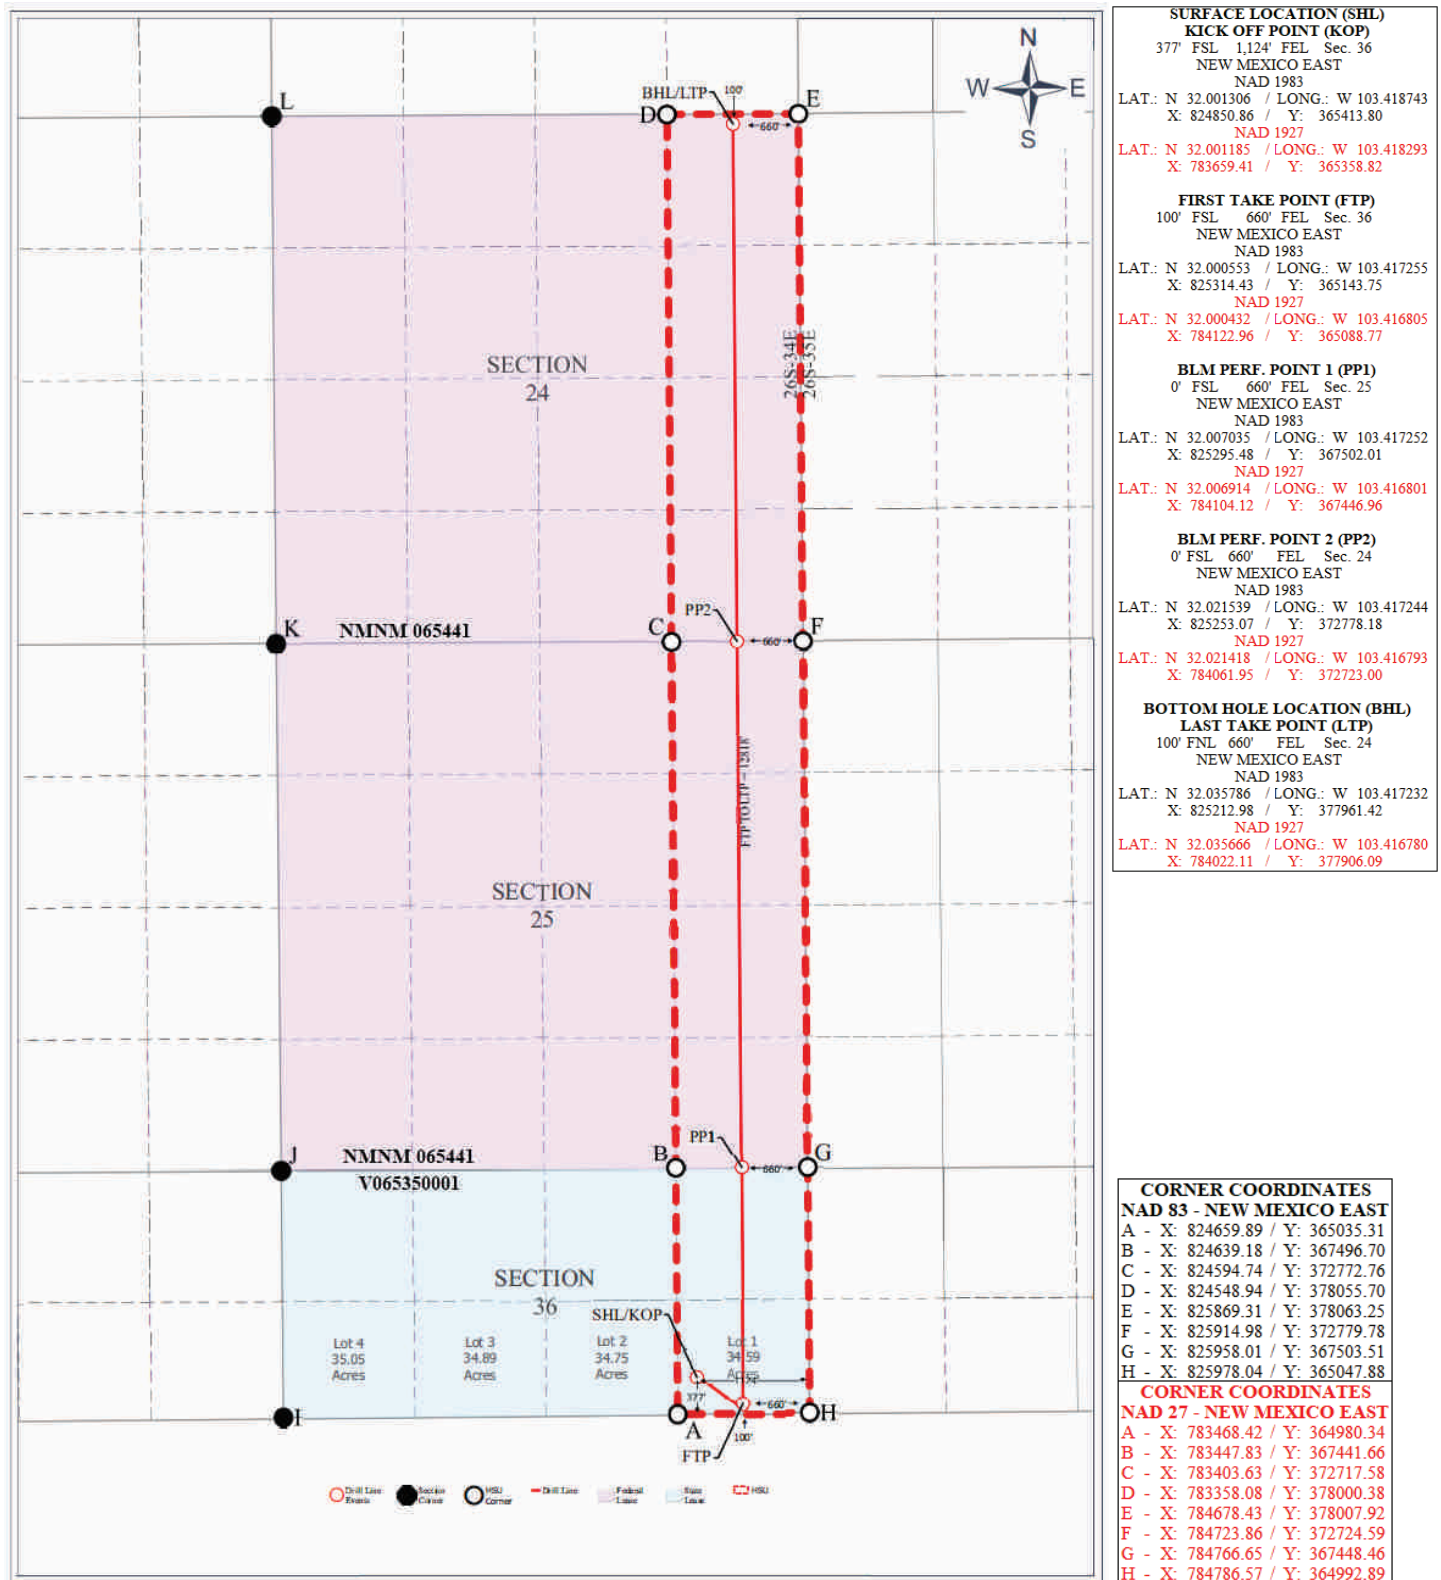 L
BHL/LTP
100'
D
E
660'
N
W
E
S
SECTION
24
26S-34E
26S-35E
K
NMNM 065441
C
PP2
660'
F
FTP TO LTP = 12818'
SECTION
25
J
NMNM 065441
V065350001
B
PP1
660'
G
SECTION
36
SHL/KOP
Lot 4
35.05
Acres
Lot 3
34.89
Acres
Lot 2
34.75
Acres
Lot 1
34.59
377'
660'
I
A
H
100'
FTP
Drill Line
Events
Section
Corner
HSU
Corner
Drill Line
Federal
Lease
State
Lease
HSU
SURFACE LOCATION (SHL)
KICK OFF POINT (KOP)
377' FSL 1,124' FEL Sec. 36
NEW MEXICO EAST
NAD 1983
LAT.: N 32.001306 / LONG.: W 103.418743
X: 824850.86 / Y: 365413.80
NAD 1927
LAT.: N 32.001185 / LONG.: W 103.418293
X: 783659.41 / Y: 365358.82
FIRST TAKE POINT (FTP)
100' FSL 660' FEL Sec. 36
NEW MEXICO EAST
NAD 1983
LAT.: N 32.000553 / LONG.: W 103.417255
X: 825314.43 / Y: 365143.75
NAD 1927
LAT.: N 32.000432 / LONG.: W 103.416805
X: 784122.96 / Y: 365088.77
BLM PERF. POINT 1 (PP1)
0' FSL 660' FEL Sec. 25
NEW MEXICO EAST
NAD 1983
LAT.: N 32.007035 / LONG.: W 103.417252
X: 825295.48 / Y: 367502.01
NAD 1927
LAT.: N 32.006914 / LONG.: W 103.416801
X: 784104.12 / Y: 367446.96
BLM PERF. POINT 2 (PP2)
0' FSL 660' FEL Sec. 24
NEW MEXICO EAST
NAD 1983
LAT.: N 32.021539 / LONG.: W 103.417244
X: 825253.07 / Y: 372778.18
NAD 1927
LAT.: N 32.021418 / LONG.: W 103.416793
X: 784061.95 / Y: 372723.00
BOTTOM HOLE LOCATION (BHL)
LAST TAKE POINT (LTP)
100' FNL 660' FEL Sec. 24
NEW MEXICO EAST
NAD 1983
LAT.: N 32.035786 / LONG.: W 103.417232
X: 825212.98 / Y: 377961.42
NAD 1927
LAT.: N 32.035666 / LONG.: W 103.416780
X: 784022.11 / Y: 377906.09
CORNER COORDINATES
NAD 83 - NEW MEXICO EAST
A - X: 824659.89 / Y: 365035.31
B - X: 824639.18 / Y: 367496.70
C - X: 824594.74 / Y: 372772.76
D - X: 824548.94 / Y: 378055.70
E - X: 825869.31 / Y: 378063.25
F - X: 825914.98 / Y: 372779.78
G - X: 825958.01 / Y: 367503.51
H - X: 825978.04 / Y: 365047.88
CORNER COORDINATES
NAD 27 - NEW MEXICO EAST
A - X: 783468.42 / Y: 364980.34
B - X: 783447.83 / Y: 367441.66
C - X: 783403.63 / Y: 372717.58
D - X: 783358.08 / Y: 378000.38
E - X: 784678.43 / Y: 378007.92
F - X: 784723.86 / Y: 372724.59
G - X: 784766.65 / Y: 367448.46
H - X: 784786.57 / Y: 364992.89